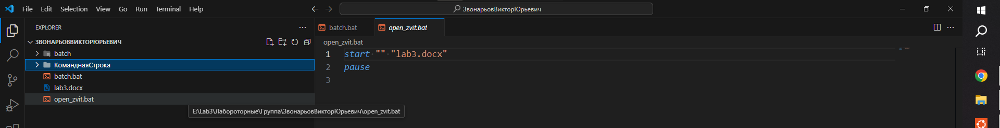 File Edit Selection View Go Run Terminal Help
ЗвонарьовВикторЮрьевич
EXPLORER
ЗВОНАРЬОВВИКТОРЮРЬЕВИЧ
batch
КоманднаяСтрока
batch.bat
lab3.docx
open_zvit.bat
E:\Lab3\Лабороторные\Группа\ЗвонарьовВикторЮрьевич\open_zvit.bat
batch.bat open_zvit.bat
open_zvit.bat
1 start "" "lab3.docx"
2 pause
3